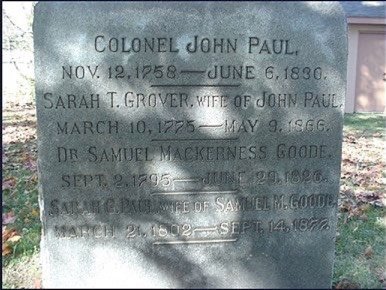 COLONEL JOHN PAUL.
NOV. 12, 1758—JUNE 6, 1830.
SARAH T. GROVER, WIFE OF JOHN PAUL,
MARCH 10, 1775—MAY 9, 1866.
DR SAMUEL MACKERNESS GOODE.
SEPT. 2, 1795—JUNE 29, 1826.
SARAH G. PAUL WIFE OF SAMUEL M. GOODE.
MARCH 21, 1802—SEPT. 14, 1877.